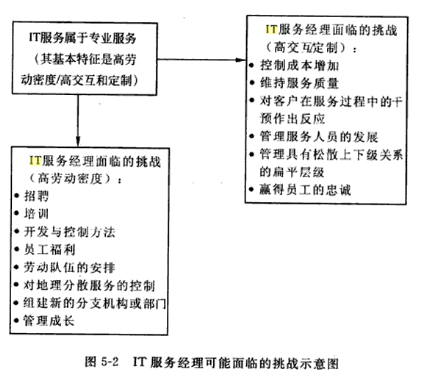 IT服务属于专业服务
(其基本特征是高劳
动密度/高交互和定制)
IT服务经理面临的挑战
(高交互定制):
● 控制成本增加
● 维持服务质量
● 对客户在服务过程中的干
预作出反应
● 管理服务人员的发展
● 管理具有松散上下级关系
的扁平层级
● 赢得员工的忠诚
IT服务经理面临的挑战
(高劳动密度):
● 招聘
● 培训
● 开发与控制方法
● 员工福利
● 劳动队伍的安排
● 对地理分散服务的控制
● 组建新的分支机构或部门
● 管理成长
图 5-2 IT 服务经理可能面临的挑战示意图